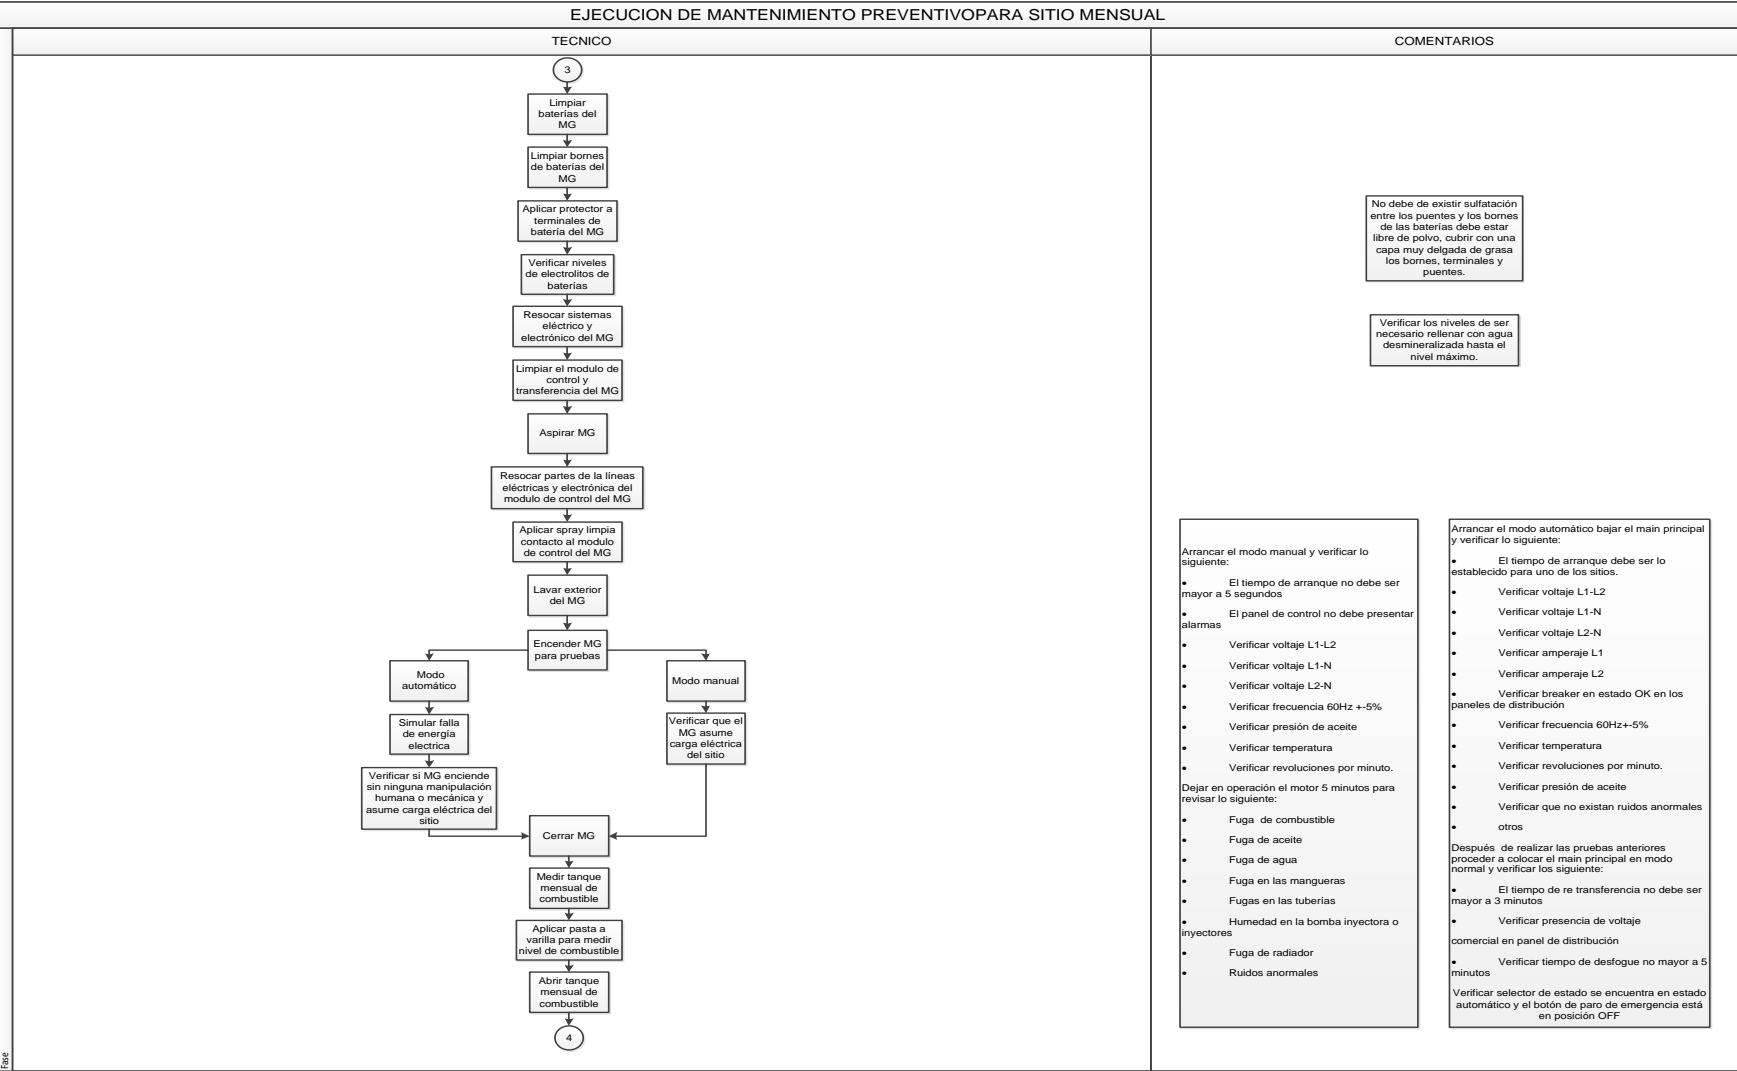 EJECUCION DE MANTENIMIENTO PREVENTIVOPARA SITIO MENSUAL
TECNICO
COMENTARIOS
3
Limpiar
baterías del
MG
Limpiar bornes
de baterías del
MG
Aplicar protector a
terminales de
batería del MG
Verificar niveles
de electrolitos de
baterías
Resocar sistemas
eléctrico y
electrónico del MG
Limpiar el modulo de
control y
transferencia del MG
Aspirar MG
Resocar partes de la líneas
eléctricas y electrónica del
modulo de control del MG
Aplicar spray limpia
contacto al modulo
de control del MG
Lavar exterior
del MG
Encender MG
para pruebas
Modo
automático
Modo manual
Simular falla
de energía
electrica
Verificar que el
MG asume
carga eléctrica
del sitio
Verificar si MG enciende
sin ninguna manipulación
humana o mecánica y
asume carga eléctrica del
sitio
Cerrar MG
Medir tanque
mensual de
combustible
Aplicar pasta a
varilla para medir
nivel de combustible
Abrir tanque
mensual de
combustible
4
No debe de existir sulfatación
entre los puentes y los bornes
de las baterías debe estar
libre de polvo, cubrir con una
capa muy delgada de grasa
los bornes, terminales y
puentes.
Verificar los niveles de ser
necesario rellenar con agua
desmineralizada hasta el
nivel máximo.
Arrancar el modo manual y verificar lo
siguiente:
• El tiempo de arranque no debe ser
mayor a 5 segundos
• El panel de control no debe presentar
alarmas
• Verificar voltaje L1-L2
• Verificar voltaje L1-N
• Verificar voltaje L2-N
• Verificar frecuencia 60Hz +-5%
• Verificar presión de aceite
• Verificar temperatura
• Verificar revoluciones por minuto.
Dejar en operación el motor 5 minutos para
revisar lo siguiente:
• Fuga  de combustible
• Fuga de aceite
• Fuga de agua
• Fuga en las mangueras
• Fugas en las tuberías
• Humedad en la bomba inyectora o
inyectores
• Fuga de radiador
• Ruidos anormales
Arrancar el modo automático bajar el main principal
y verificar lo siguiente:
• El tiempo de arranque debe ser lo
establecido para uno de los sitios.
• Verificar voltaje L1-L2
• Verificar voltaje L1-N
• Verificar voltaje L2-N
• Verificar amperaje L1
• Verificar amperaje L2
• Verificar breaker en estado OK en los
paneles de distribución
• Verificar frecuencia 60Hz+-5%
• Verificar temperatura
• Verificar revoluciones por minuto.
• Verificar presión de aceite
• Verificar que no existan ruidos anormales
• otros
Después  de realizar las pruebas anteriores
proceder a colocar el main principal en modo
normal y verificar los siguiente:
• El tiempo de re transferencia no debe ser
mayor a 3 minutos
• Verificar presencia de voltaje
comercial en panel de distribución
• Verificar tiempo de desfogue no mayor a 5
minutos
Verificar selector de estado se encuentra en estado
automático y el botón de paro de emergencia está
en posición OFF
Fase